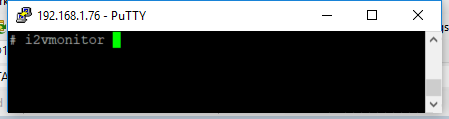 192.168.1.76 - PuTTY
# i2vmonitor